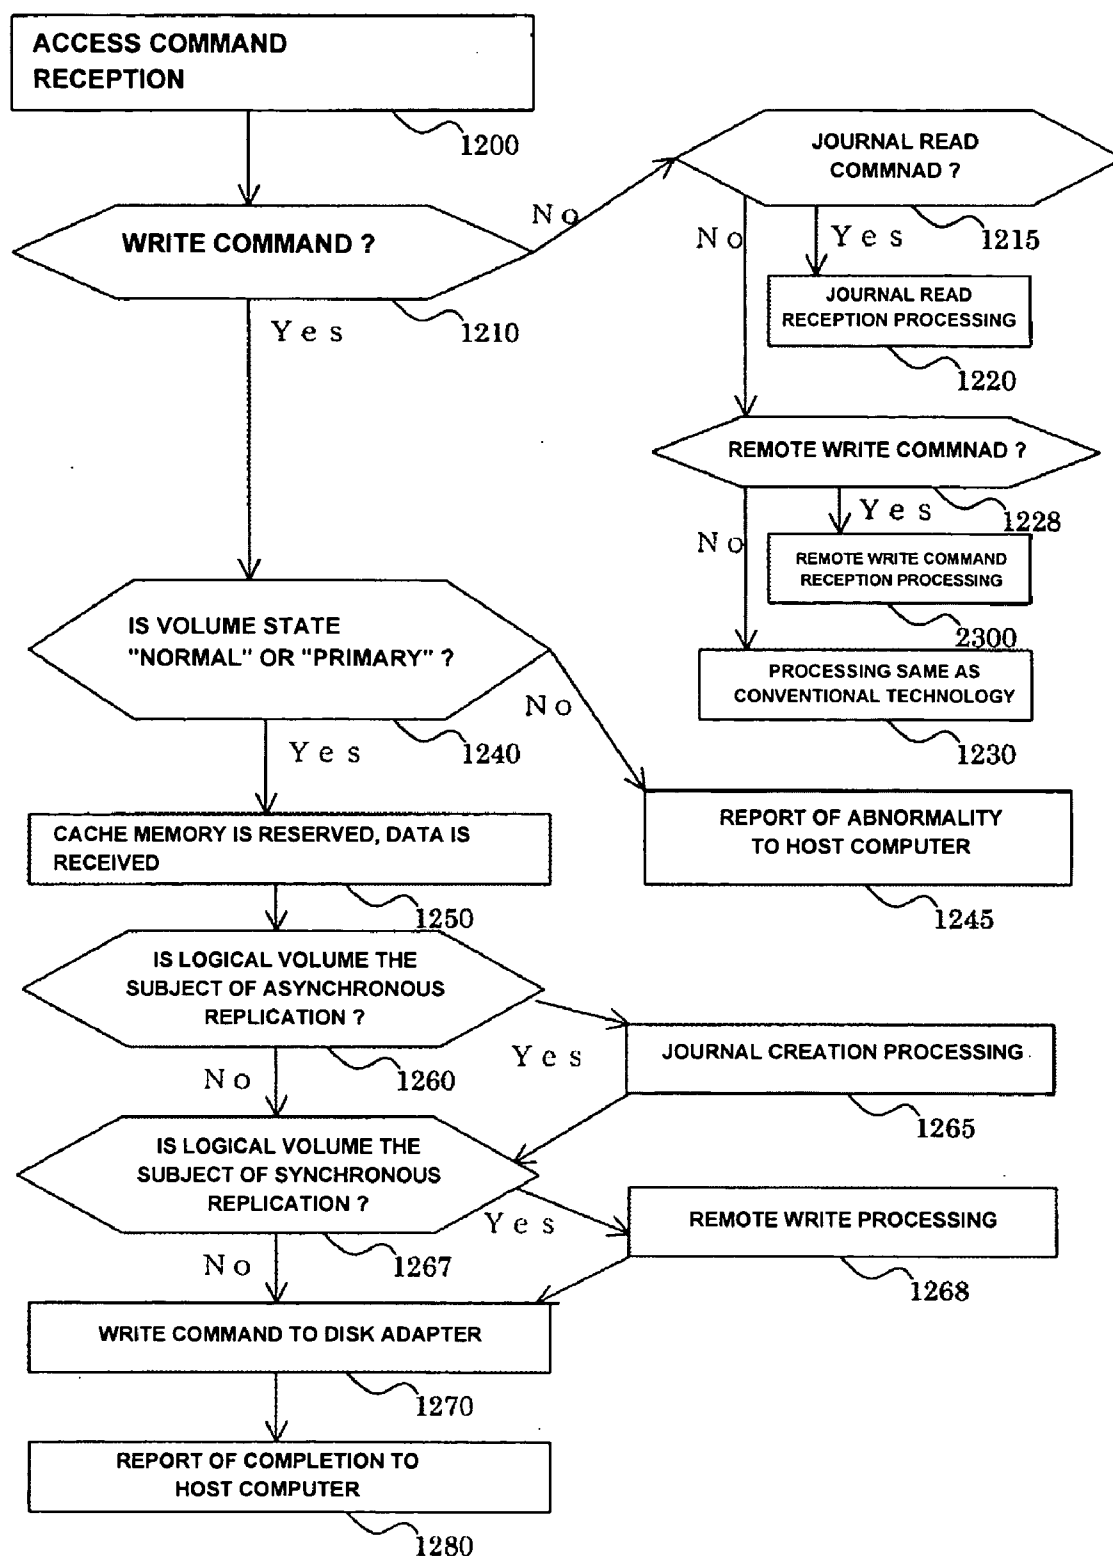 ACCESS COMMAND
RECEPTION
1200
WRITE COMMAND ?
1210
No
Yes
JOURNAL READ
COMMNAD ?
1215
No
Yes
JOURNAL READ
RECEPTION PROCESSING
1220
REMOTE WRITE COMMNAD ?
1228
No
Yes
REMOTE WRITE COMMAND
RECEPTION PROCESSING
2300
PROCESSING SAME AS
CONVENTIONAL TECHNOLOGY
1230
IS VOLUME STATE
"NORMAL" OR "PRIMARY" ?
1240
No
Yes
REPORT OF ABNORMALITY
TO HOST COMPUTER
1245
CACHE MEMORY IS RESERVED, DATA IS
RECEIVED
1250
IS LOGICAL VOLUME THE
SUBJECT OF ASYNCHRONOUS
REPLICATION ?
1260
Yes
No
JOURNAL CREATION PROCESSING
1265
IS LOGICAL VOLUME THE
SUBJECT OF SYNCHRONOUS
REPLICATION ?
1267
Yes
No
REMOTE WRITE PROCESSING
1268
WRITE COMMAND TO DISK ADAPTER
1270
REPORT OF COMPLETION TO
HOST COMPUTER
1280